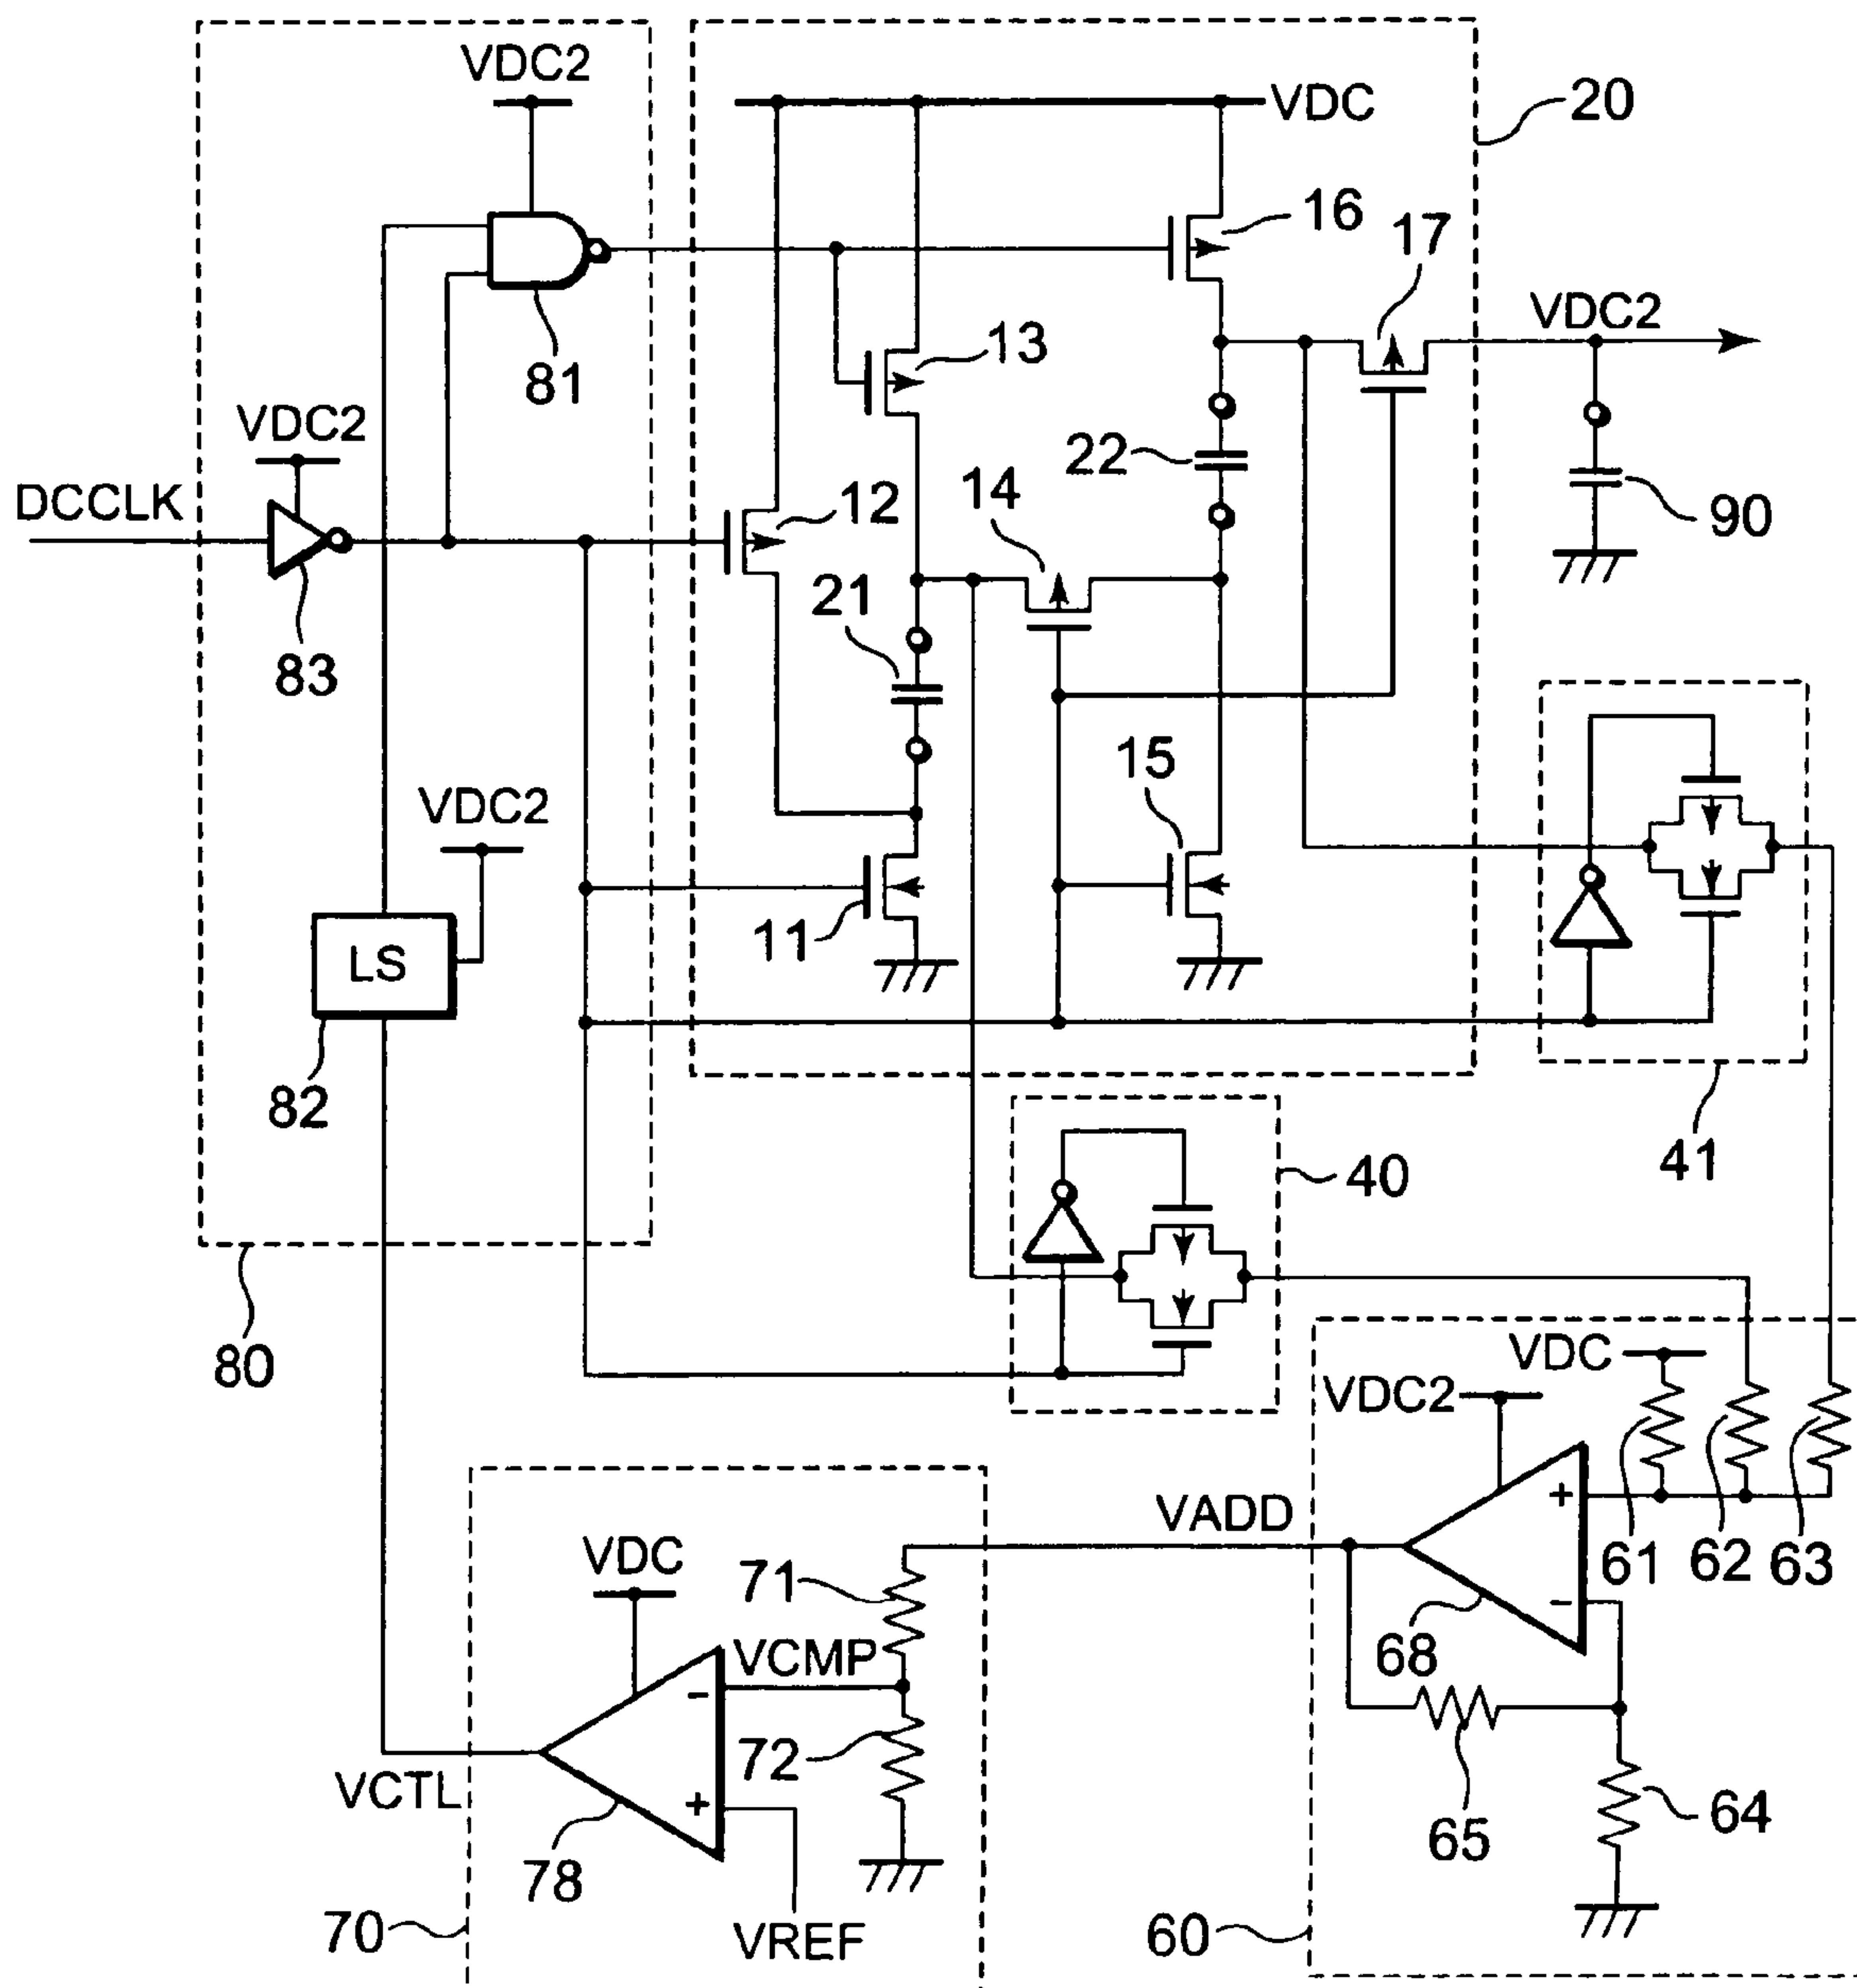 VDC2
VDC
20
16
17
VDC2
13
81
VDC2
22
DCCLK
12
14
90
21
83
15
VDC2
11
LS
82
41
40
80
VDC
VDC2
VADD
+
61
62
63
VDC
71
-
68
VCMP
-
72
VCTL
+
65
64
78
70
VREF
60